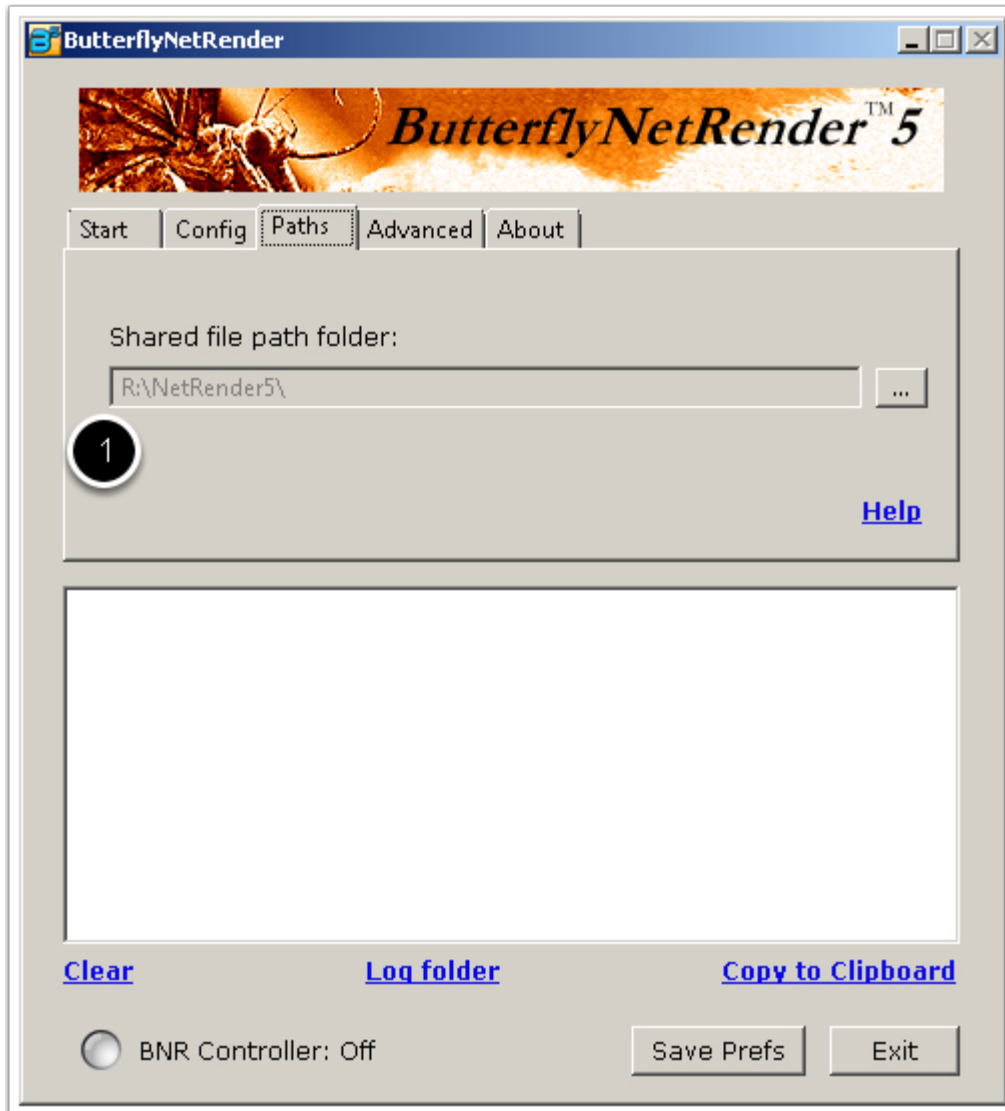 ButterflyNetRender
ButterflyNetRender™5
Start Config Paths Advanced About
Shared file path folder:
R:\NetRender5\ ...
1
Help
Clear Log folder Copy to Clipboard
BNR Controller: Off Save Prefs Exit